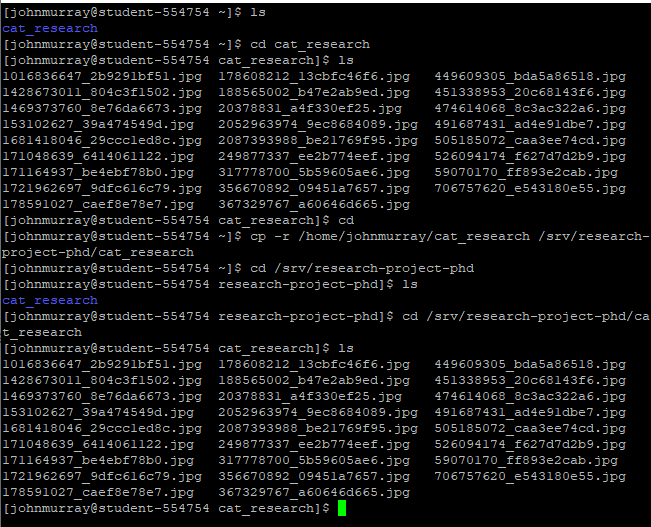 [johnmurray@student-554754 ~]$ ls
cat_research
[johnmurray@student-554754 ~]$ cd cat_research
[johnmurray@student-554754 cat_research]$ ls
1016836647_2b9291bf51.jpg  178608212_13cbfc46f6.jpg   449609305_bda5a86518.jpg
1428673011_804c3f1502.jpg  188565002_b47e2ab9ed.jpg   451338953_20c68143f6.jpg
1469373760_8e76da6673.jpg  20378831_a4f330ef25.jpg    474614068_8c3ac322a6.jpg
153102627_39a474549d.jpg   2052963974_9ec8684089.jpg  491687431_ad4e91dbe7.jpg
1681418046_29ccc1ed8c.jpg  2087393988_be21769f95.jpg  505185072_caa3ee74cd.jpg
171048639_6414061122.jpg   249877337_ee2b774eef.jpg   526094174_f627d7d2b9.jpg
171164937_be4ebf78b0.jpg   317778700_5b59605ae6.jpg   59070170_ff893e2cab.jpg
1721962697_9dfc616c79.jpg  356670892_09451a7657.jpg   706757620_e543180e55.jpg
178591027_caef8e78e7.jpg   367329767_a60646d665.jpg
[johnmurray@student-554754 cat_research]$ cd
[johnmurray@student-554754 ~]$ cp -r /home/johnmurray/cat_research /srv/research-
project-phd/cat_research
[johnmurray@student-554754 ~]$ cd /srv/research-project-phd
[johnmurray@student-554754 research-project-phd]$ ls
cat_research
[johnmurray@student-554754 research-project-phd]$ cd /srv/research-project-phd/ca
t_research
[johnmurray@student-554754 cat_research]$ ls
1016836647_2b9291bf51.jpg  178608212_13cbfc46f6.jpg   449609305_bda5a86518.jpg
1428673011_804c3f1502.jpg  188565002_b47e2ab9ed.jpg   451338953_20c68143f6.jpg
1469373760_8e76da6673.jpg  20378831_a4f330ef25.jpg    474614068_8c3ac322a6.jpg
153102627_39a474549d.jpg   2052963974_9ec8684089.jpg  491687431_ad4e91dbe7.jpg
1681418046_29ccc1ed8c.jpg  2087393988_be21769f95.jpg  505185072_caa3ee74cd.jpg
171048639_6414061122.jpg   249877337_ee2b774eef.jpg   526094174_f627d7d2b9.jpg
171164937_be4ebf78b0.jpg   317778700_5b59605ae6.jpg   59070170_ff893e2cab.jpg
1721962697_9dfc616c79.jpg  356670892_09451a7657.jpg   706757620_e543180e55.jpg
178591027_caef8e78e7.jpg   367329767_a60646d665.jpg
[johnmurray@student-554754 cat_research]$